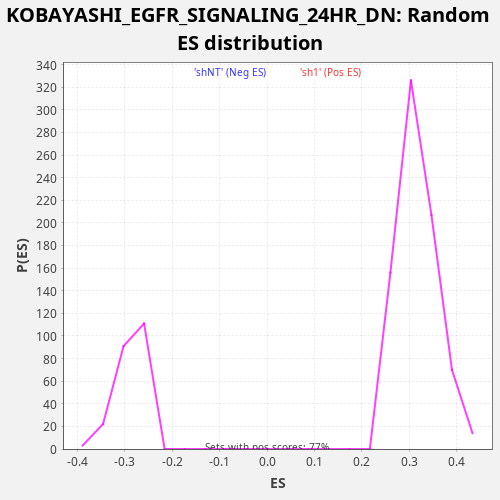 KOBAYASHI_EGFR_SIGNALING_24HR_DN: Random
ES distribution
'shNT' (Neg ES) 'sh1' (Pos ES)
340
320
300
280
260
240
220
200
180
160
140
120
100
80
60
40
20
0
P(ES)
Sets with pos scores: 77%
-0.4 -0.3 -0.2 -0.1 0.0 0.1 0.2 0.3 0.4
ES